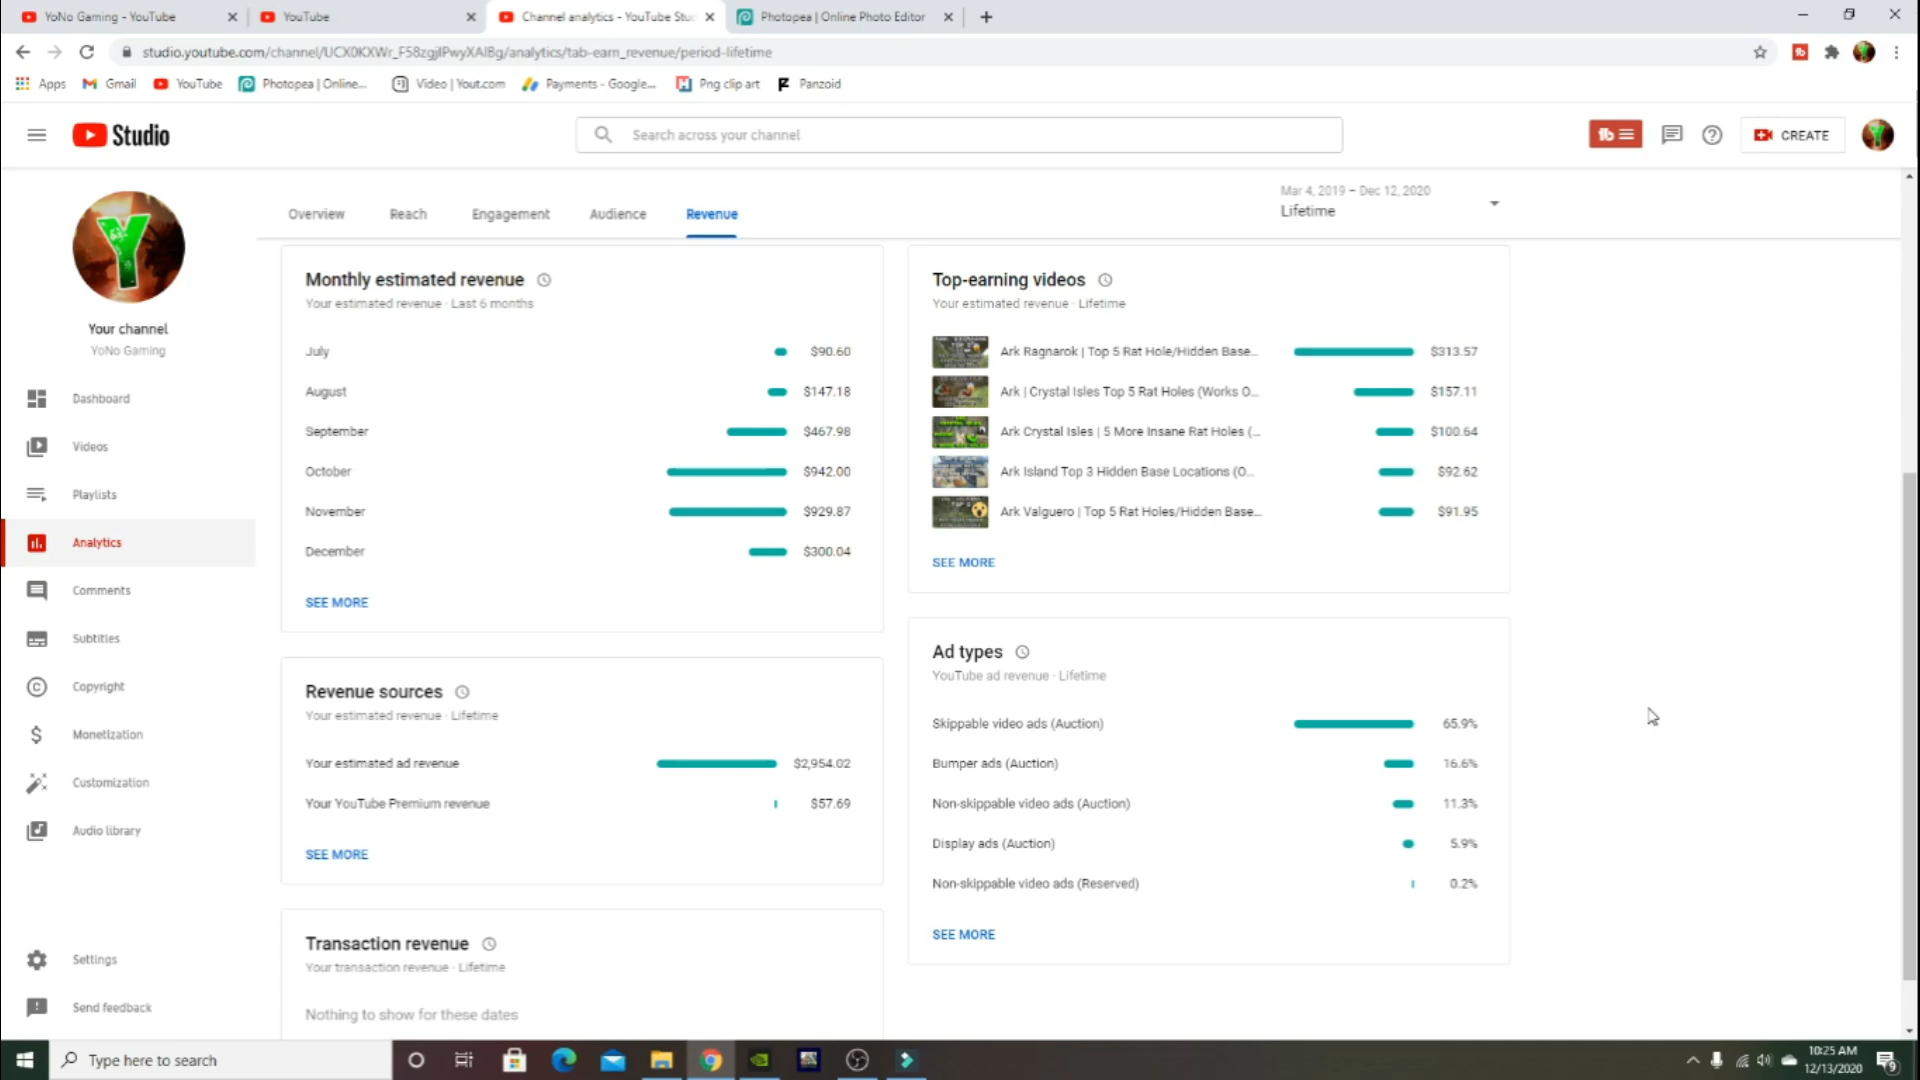 YoNo Gaming - YouTube
YouTube
Channel analytics - YouTube Stu
Photopea | Online Photo Editor
studio.youtube.com/channel/UCX0KXWr_F58zgjlPwyXAlBg/analytics/tab-earn_revenue/period-lifetime
Apps
Gmail
YouTube
Photopea | Online...
Video | Yout.com
Payments - Google...
Png clip art
Panzoid
Studio
Search across your channel
CREATE
Your channel
YoNo Gaming
Dashboard
Videos
Playlists
Analytics
Comments
Subtitles
Copyright
Monetization
Customization
Audio library
Settings
Send feedback
Overview
Reach
Engagement
Audience
Revenue
Mar 4, 2019 – Dec 12, 2020
Lifetime
Monthly estimated revenue
Your estimated revenue · Last 6 months
July $90.60
August $147.18
September $467.98
October $942.00
November $929.87
December $300.04
SEE MORE
Revenue sources
Your estimated revenue · Lifetime
Your estimated ad revenue $2,954.02
Your YouTube Premium revenue $57.69
SEE MORE
Transaction revenue
Your transaction revenue · Lifetime
Nothing to show for these dates
Top-earning videos
Your estimated revenue · Lifetime
Ark Ragnarok | Top 5 Rat Hole/Hidden Base... $313.57
Ark | Crystal Isles Top 5 Rat Holes (Works O... $157.11
Ark Crystal Isles | 5 More Insane Rat Holes (... $100.64
Ark Island Top 3 Hidden Base Locations (O... $92.62
Ark Valguero | Top 5 Rat Holes/Hidden Base... $91.95
SEE MORE
Ad types
YouTube ad revenue · Lifetime
Skippable video ads (Auction) 65.9%
Bumper ads (Auction) 16.6%
Non-skippable video ads (Auction) 11.3%
Display ads (Auction) 5.9%
Non-skippable video ads (Reserved) 0.2%
SEE MORE
Type here to search
10:25 AM
12/13/2020
9